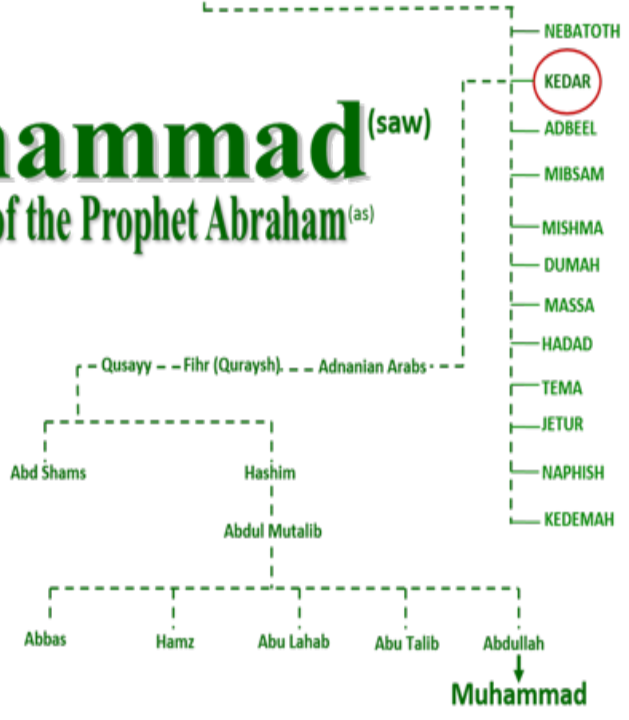 NEBATOTH
KEDAR
ammad(saw)
ADBEEL
MIBSAM
of the Prophet Abraham(as)
MISHMA
DUMAH
MASSA
HADAD
Qusayy Fihr (Quraysh) Adnanian Arabs
TEMA
JETUR
Abd Shams Hashim
NAPHISH
KEDEMAH
Abdul Mutalib
Abbas Hamz Abu Lahab Abu Talib Abdullah
Muhammad